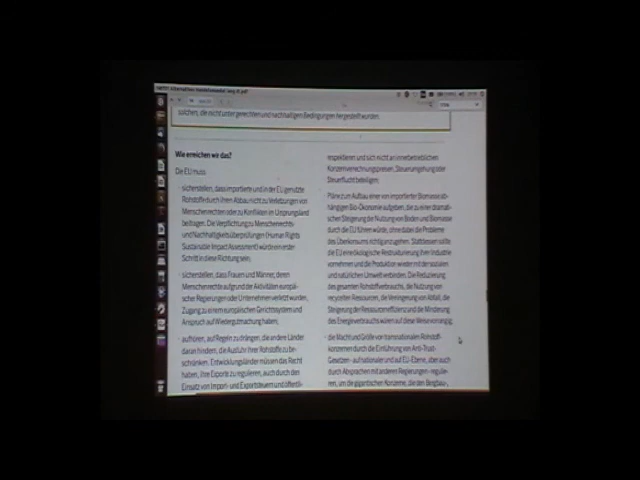 solchen, die nicht unter gerechten und nachhaltigen Bedingungen hergestellt wurden
Wie erreichen wir das?
Die EU muss
sicherstellen, dass importierte und in der EU genutzte
Rohstoffe durch ihren Abbau nicht zu Verletzungen von
Menschenrechten oder zu Konflikten im Ursprungsland
beitragen. Die Verpflichtung zu Menschenrechts-
und Nachhaltigkeitsüberprüfungen (Human Rights
Sustainable Impact Assessment) würde ein erster
Schritt in diese Richtung sein,
sicherstellen, dass Frauen und Männer, deren
Menschenrechte aufgrund der Aktivitäten europäi-
scher Regierungen oder Unternehmen verletzt wurden,
Zugang zu einem europäischen Gerichtssystem und
Anspruch auf Wiedergutmachung haben,
aufhören, auf Regeln zu drängen, die andere Länder
daran hindern, die Ausfuhr ihrer Rohstoffe zu be-
schränken. Entwicklungsländer müssen das Recht
haben, ihre Exporte zu regulieren, auch durch den
Einsatz von Import- und Exportsteuern und öffentli-
respektieren und sich nicht an innerbetrieblichen
Konzernverrechnungspreisen, Steuerumgehung oder
Steuerflucht beteiligen,
Pläne zum Aufbau einer von importierter Biomasse ab-
hängigen Bio-Ökonomie aufgeben, die zu einer dramati-
schen Steigerung der Nutzung von Boden und Biomasse
durch die EU führen würde, ohne dabei die Probleme
des Überkonsums richtig anzugehen. Stattdessen sollte
die EU eine ökologische Restrukturierung ihrer Industrie
vornehmen und die Produktion wieder mit der sozialen
und natürlichen Umwelt verbinden. Die Reduzierung
des gesamten Rohstoffverbrauchs, die Nutzung von
recycelten Ressourcen, die Verringerung von Abfall, die
Steigerung der Ressourceneffizienz und die Minderung
des Energieverbrauchs wären auf diese Weise vorrangig,
die Macht und Größe von transnationalen Rohstoff-
konzernen durch die Einführung von Anti-Trust-
Gesetzen - auf nationaler und auf EU-Ebene, aber auch
durch Absprachen mit anderen Regierungen - regulie-
ren, um die gigantischen Konzerne, die den Bergbau-,